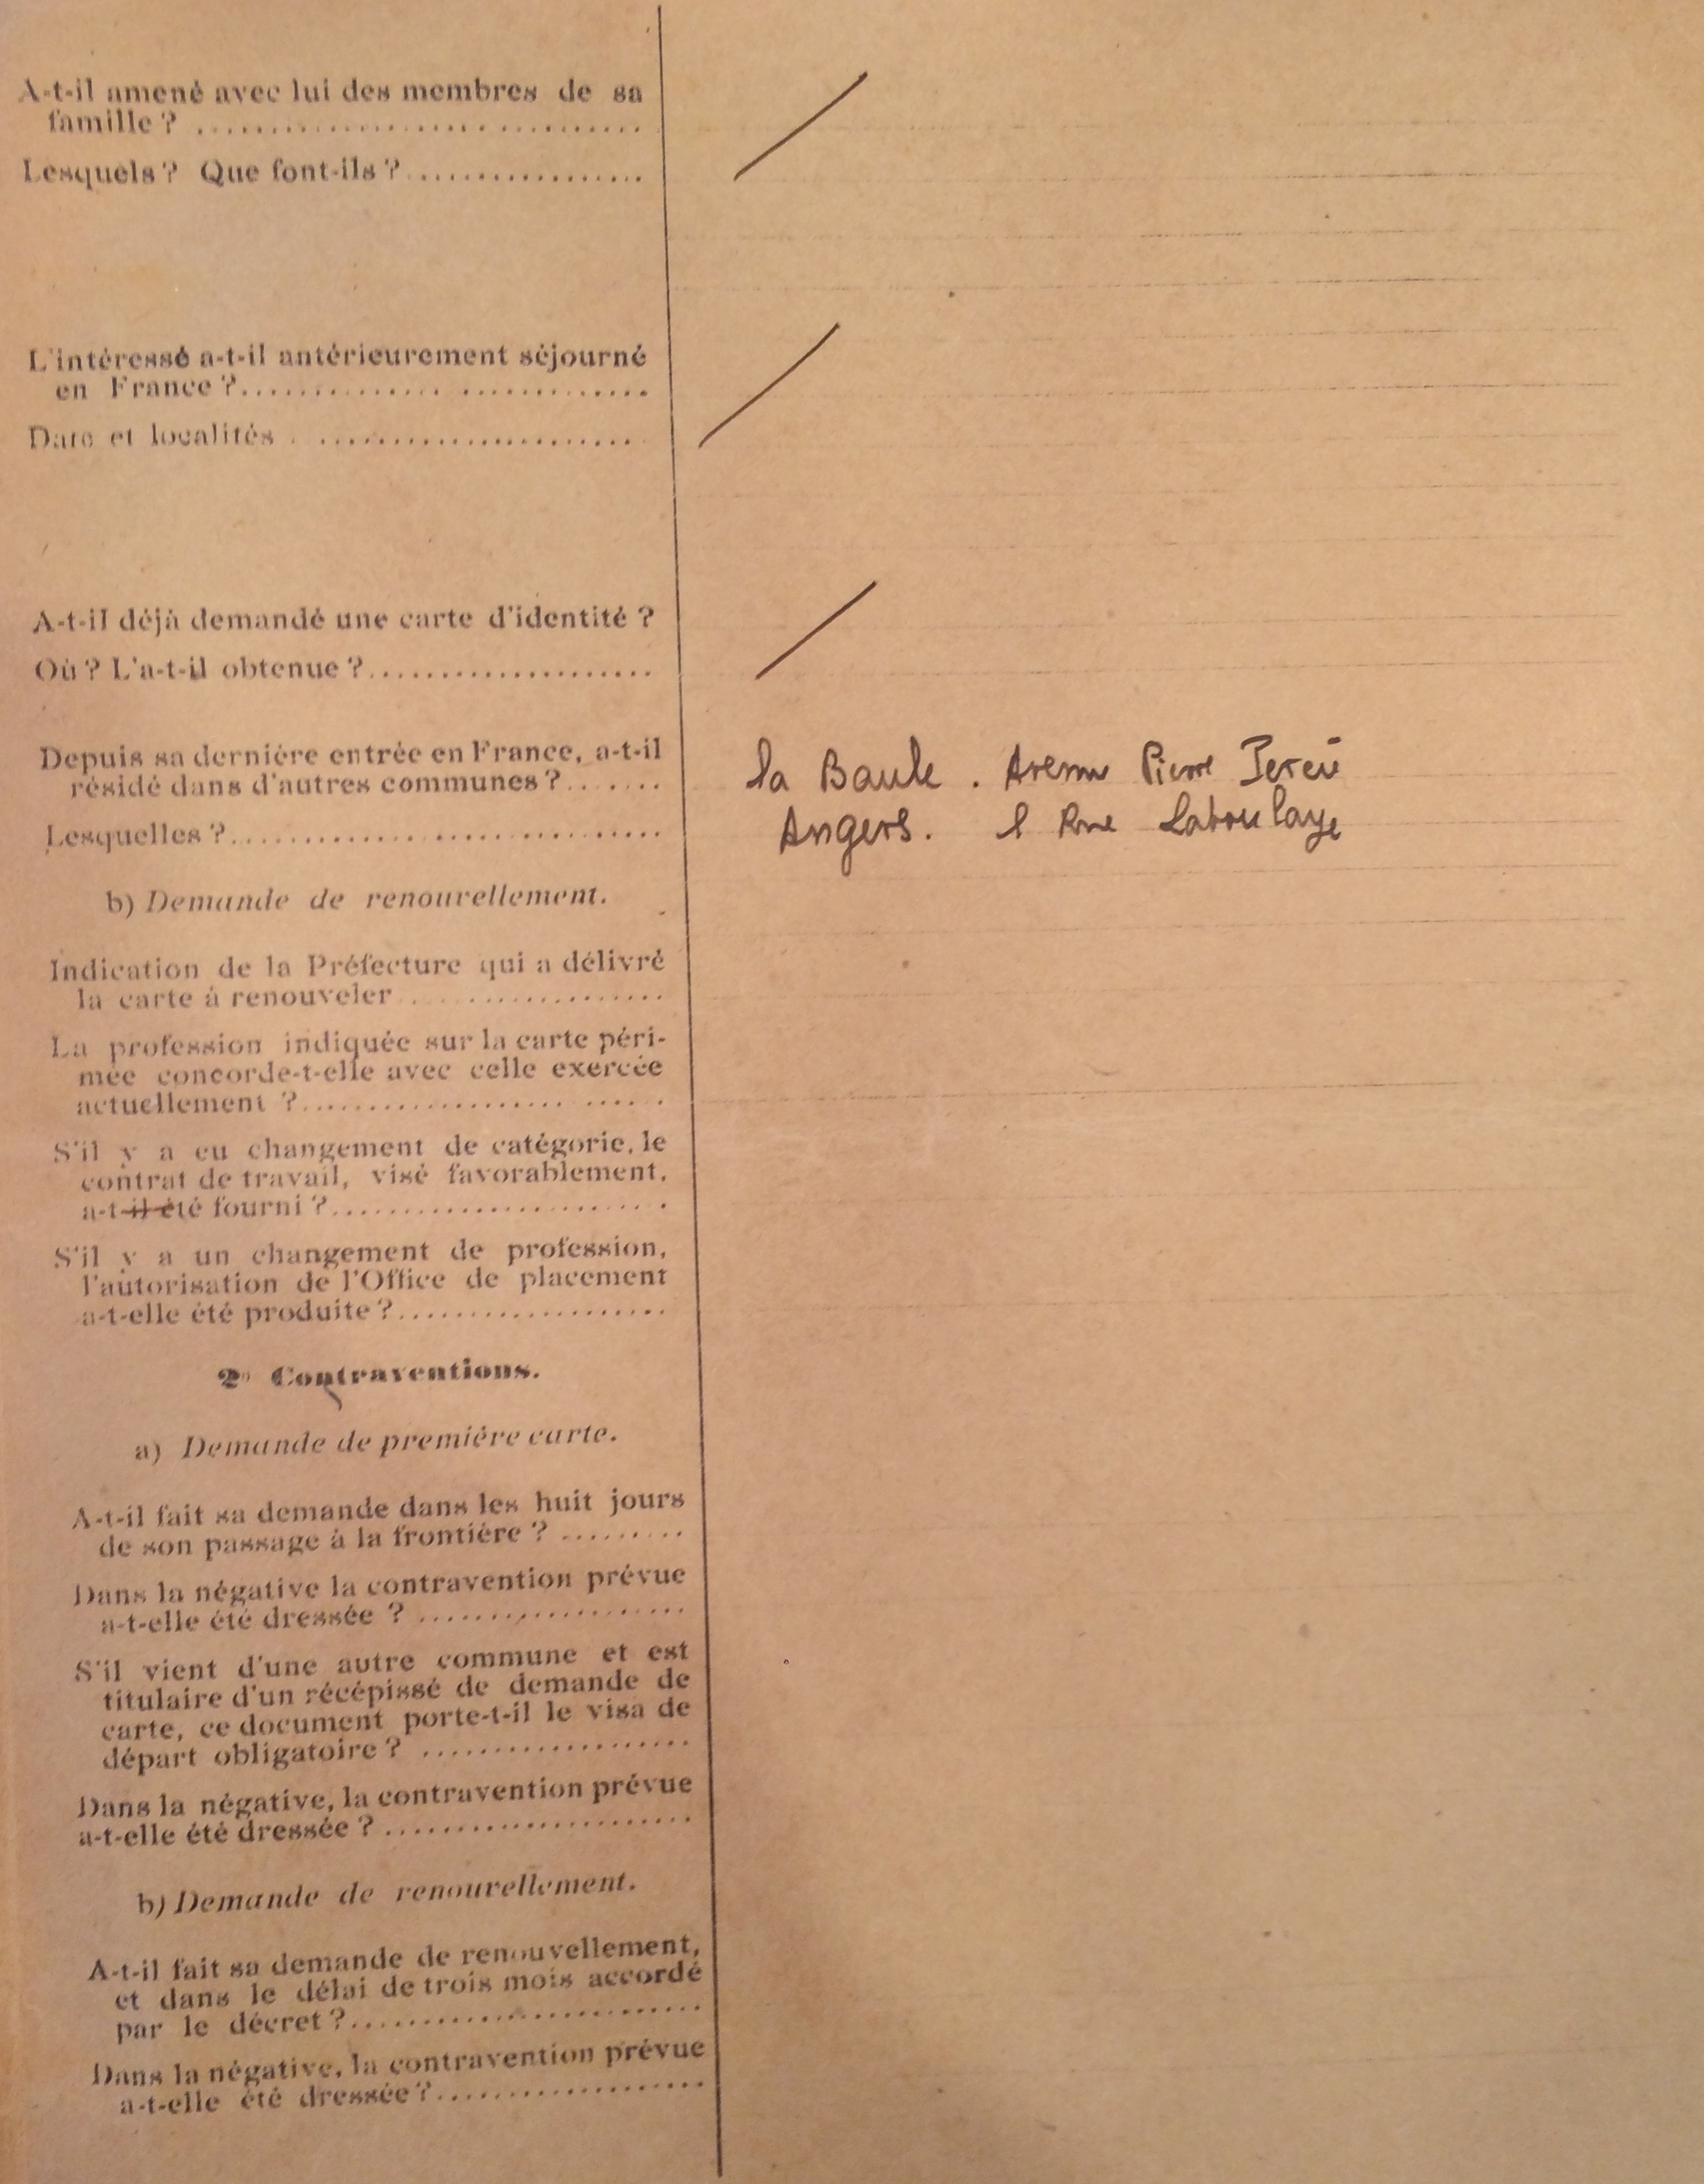 A-t-il amené avec lui des membres de sa
famille ? ..............................
Lesquels ? Que font-ils ? ................
L'intéressé a-t-il antérieurement séjourné
en France ? ............................
Date et localités ........................
A-t-il déjà demandé une carte d'identité ?
Où ? L'a-t-il obtenue ? ....................
Depuis sa dernière entrée en France, a-t-il
la Baule . Avenue Pierre
résidé dans d'autres communes ? .......
Lesquelles ? ..............................
Angers. Rue Laboulaye
b) Demande de renouvellement.
Indication de la Préfecture qui a délivré
la carte à renouveler ...................
La profession indiquée sur la carte péri-
mée concorde-t-elle avec celle exercée
actuellement ? .........................
S'il y a eu changement de catégorie, le
contrat de travail, visé favorablement,
a-t-il été fourni ? ........................
S'il y a un changement de profession,
l'autorisation de l'Office de placement
a-t-elle été produite ? ...................
2° Contraventions.
a) Demande de première carte.
A-t-il fait sa demande dans les huit jours
de son passage à la frontière ? .........
Dans la négative la contravention prévue
a-t-elle été dressée ? ...................
S'il vient d'une autre commune et est
titulaire d'un récépissé de demande de
carte, ce document porte-t-il le visa de
départ obligatoire ? ...................
Dans la négative, la contravention prévue
a-t-elle été dressée ? ......................
b) Demande de renouvellement.
A-t-il fait sa demande de renouvellement,
et dans le délai de trois mois accordé
par le décret ? .........................
Dans la négative, la contravention prévue
a-t-elle été dressée ? ...................